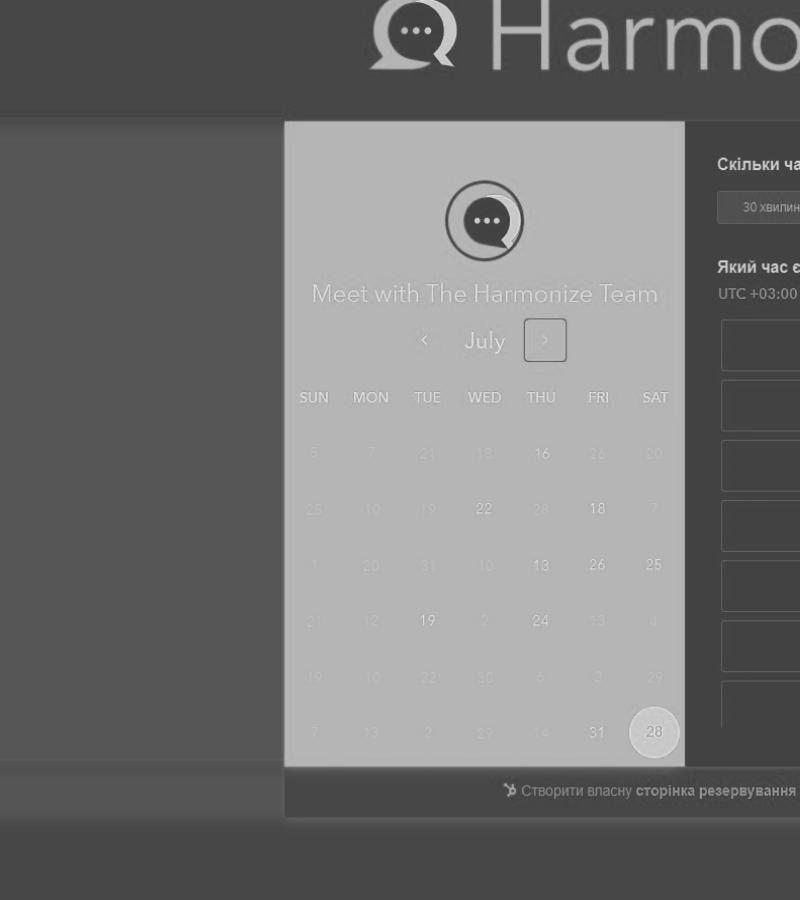 Harmo
Meet with The Harmonize Team
July
SUN MON TUE WED THU FRI SAT
5 7 21 18 16 26 20
25 10 19 22 28 18 7
1 20 31 10 13 26 25
21 12 19 2 24 13 4
19 10 22 30 6 2 29
7 13 2 29 14 31 28
Скільки ча
30 хвилин
Який час є
UTC +03:00
Створити власну сторінка резервування